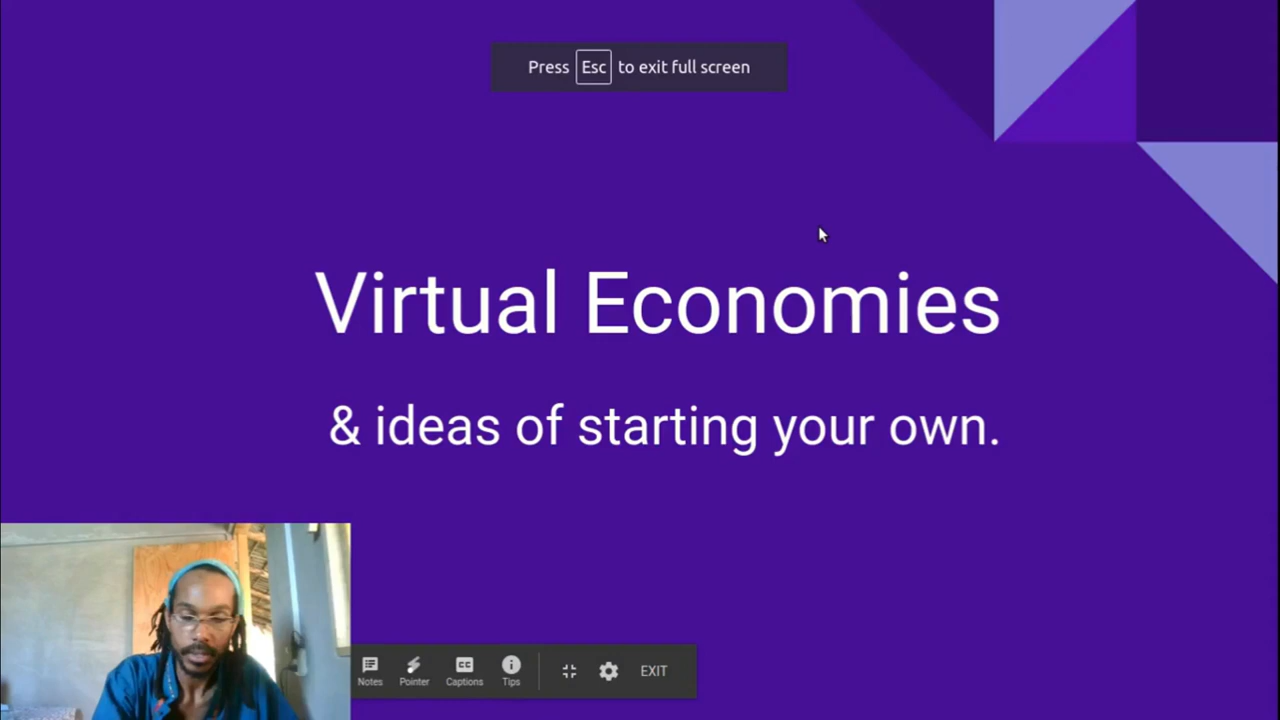 Press Esc to exit full screen
Virtual Economies
& ideas of starting your own.
Notes Pointer Captions Tips EXIT